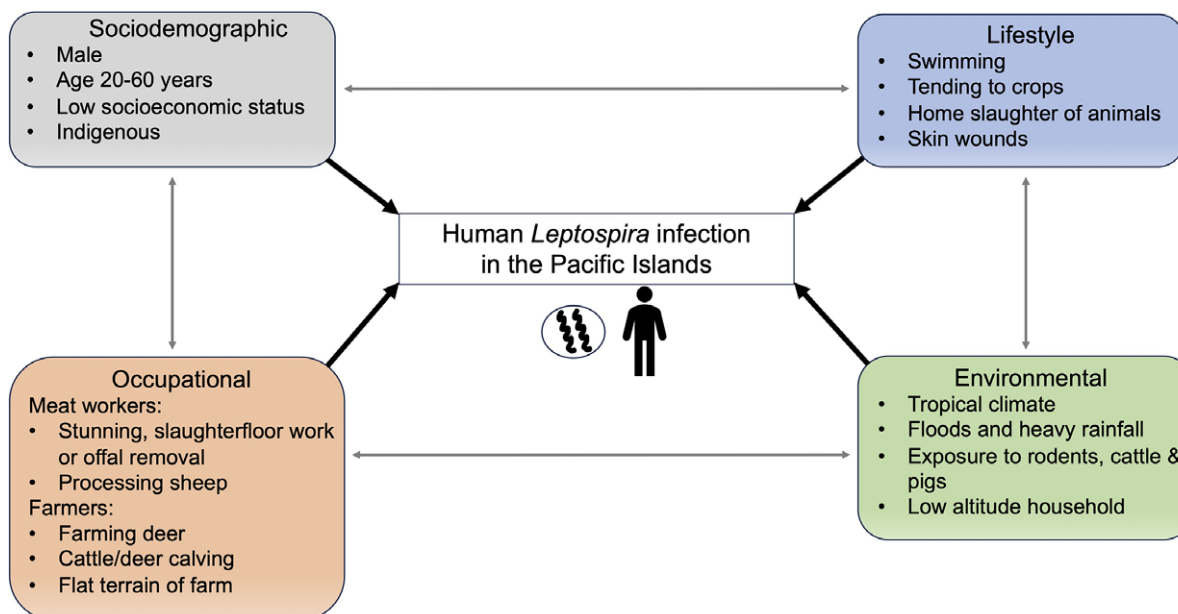 Sociodemographic
• Male
• Age 20-60 years
• Low socioeconomic status
• Indigenous
Lifestyle
• Swimming
• Tending to crops
• Home slaughter of animals
• Skin wounds
Human Leptospira infection
in the Pacific Islands
Occupational
Meat workers:
• Stunning, slaughterfloor work
or offal removal
• Processing sheep
Farmers:
• Farming deer
• Cattle/deer calving
• Flat terrain of farm
Environmental
• Tropical climate
• Floods and heavy rainfall
• Exposure to rodents, cattle &
pigs
• Low altitude household